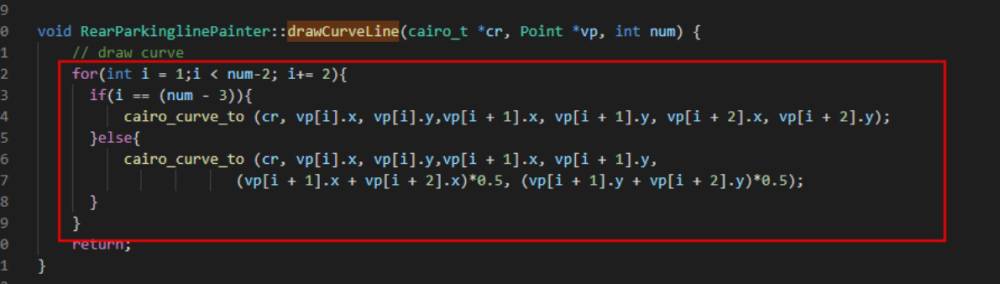 9
0 void RearParkinglinePainter::drawCurveLine(cairo_t *cr, Point *vp, int num) {
1     // draw curve
2     for(int i = 1;i < num-2; i+= 2){
3       if(i == (num - 3)){
4           cairo_curve_to (cr, vp[i].x, vp[i].y,vp[i + 1].x, vp[i + 1].y, vp[i + 2].x, vp[i + 2].y);
5       }else{
6           cairo_curve_to (cr, vp[i].x, vp[i].y,vp[i + 1].x, vp[i + 1].y,
7                           (vp[i + 1].x + vp[i + 2].x)*0.5, (vp[i + 1].y + vp[i + 2].y)*0.5);
8       }
9     }
0     return;
1 }